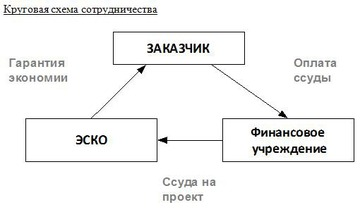 Круговая схема сотрудничества
ЗАКАЗЧИК
Гарантия
экономии
Оплата
ссуды
ЭСКО
Финансовое
учреждение
Ссуда на
проект